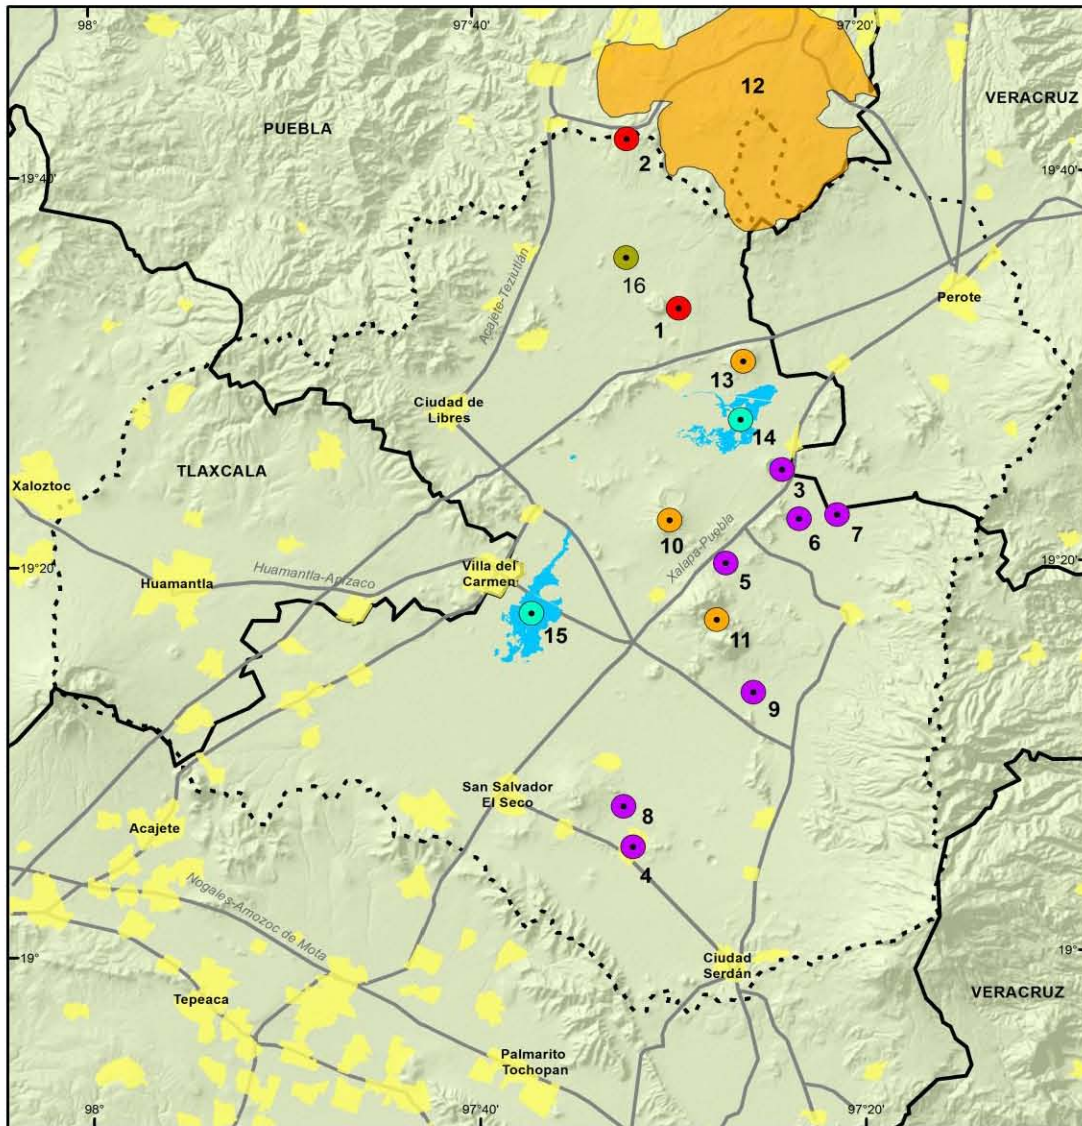 98°
97°40'
97°20'
12
VERACRUZ
PUEBLA
2
19°40'
19°40'
16
Acajete-Teziutlán
Perote
1
13
Ciudad de
Libres
14
TLAXCALA
3
Xaloztoc
10
6
7
Xalapa-Puebla
19°20'
5
19°20'
Villa del
Carmen
Huamantla-Apizaco
Huamantla
15
11
9
San Salvador
El Seco
8
Acajete
4
Nogales-Amozoc de Mota
19°
19°
Ciudad
Serdán
VERACRUZ
Tepeaca
Palmarito
Tochopan
98°
97°40'
97°20'